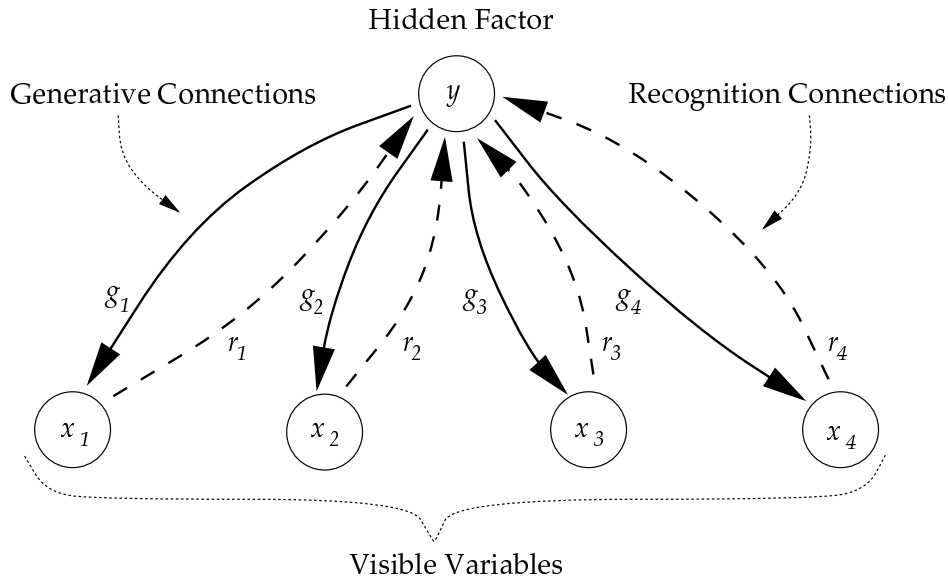 Hidden Factor
Generative Connections
y
Recognition Connections
g1
g2
g3
g4
r1
r2
r3
r4
x1
x2
x3
x4
Visible Variables